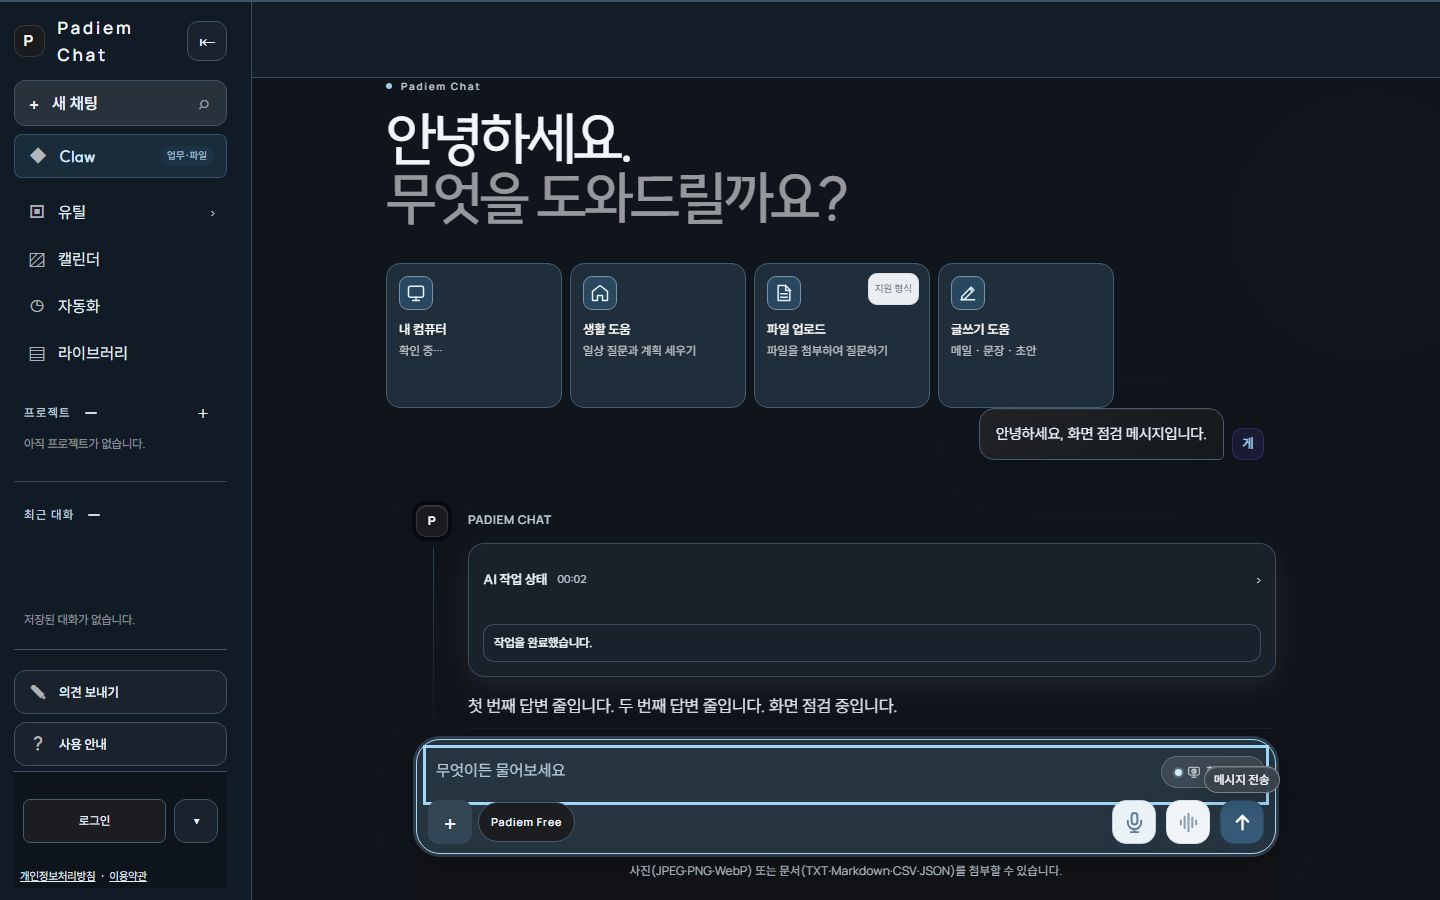 P
Padiem
Chat
+ 새 채팅
Claw
업무·파일
유틸
캘린더
자동화
라이브러리
프로젝트
아직 프로젝트가 없습니다.
최근 대화
저장된 대화가 없습니다.
의견 보내기
? 사용 안내
로그인
개인정보처리방침 · 이용약관
Padiem Chat
안녕하세요.
무엇을 도와드릴까요?
내 컴퓨터
확인 중···
생활 도움
일상 질문과 계획 세우기
지원 형식
파일 업로드
파일을 첨부하여 질문하기
글쓰기 도움
메일 · 문장 · 초안
안녕하세요, 화면 점검 메시지입니다.
게
P
PADIEM CHAT
AI 작업 상태 00:02
작업을 완료했습니다.
첫 번째 답변 줄입니다. 두 번째 답변 줄입니다. 화면 점검 중입니다.
무엇이든 물어보세요
메시지 전송
+
Padiem Free
사진(JPEG·PNG·WebP) 또는 문서(TXT·Markdown·CSV·JSON)를 첨부할 수 있습니다.